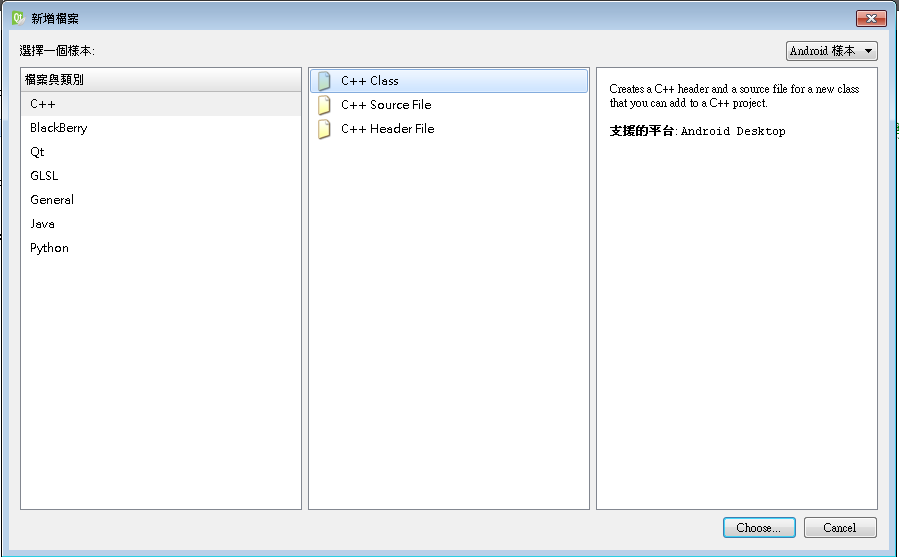 新增檔案
選擇一個樣本:
Android 樣本
檔案與類別
C++
BlackBerry
Qt
GLSL
General
Java
Python
C++ Class
C++ Source File
C++ Header File
Creates a C++ header and a source file for a new class
that you can add to a C++ project.
支援的平台: Android Desktop
Choose...
Cancel